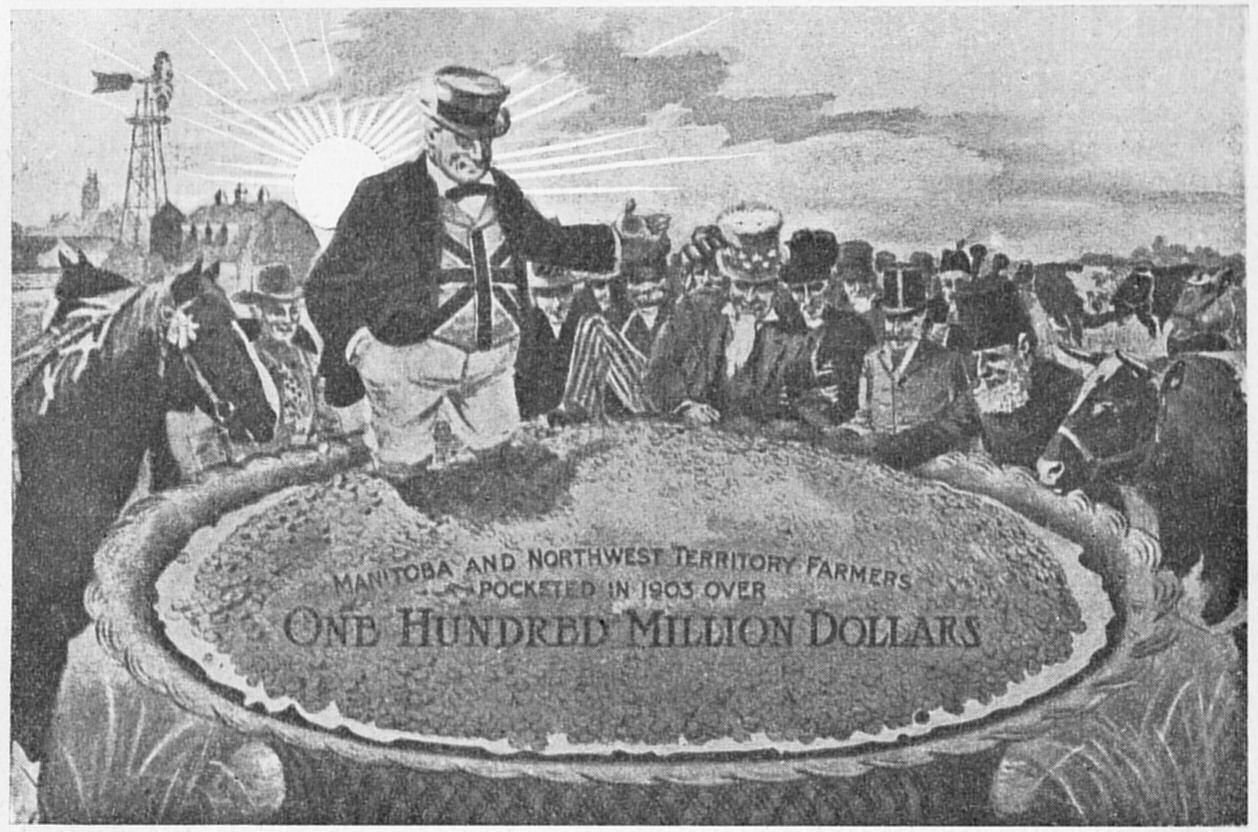 MANITOBA AND NORTHWEST TERRITORY FARMERS
POCKETED IN 1903 OVER
ONE HUNDRED MILLION DOLLARS